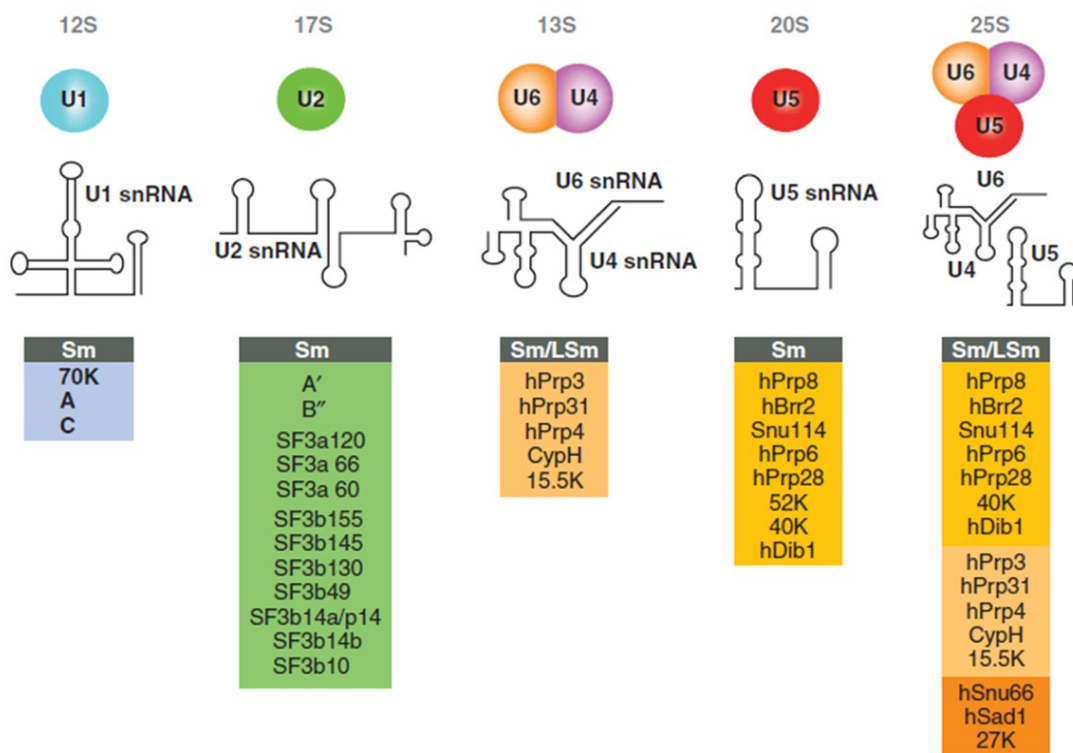 12S
17S
13S
20S
25S
U1
U2
U6 U4
U5
U6 U4
U5
U1 snRNA
U2 snRNA
U6 snRNA
U4 snRNA
U5 snRNA
U6
U4
U5
Sm
70K
A
C
Sm
A′
B″
SF3a120
SF3a 66
SF3a 60
SF3b155
SF3b145
SF3b130
SF3b49
SF3b14a/p14
SF3b14b
SF3b10
Sm/LSm
hPrp3
hPrp31
hPrp4
CypH
15.5K
Sm
hPrp8
hBrr2
Snu114
hPrp6
hPrp28
52K
40K
hDib1
Sm/LSm
hPrp8
hBrr2
Snu114
hPrp6
hPrp28
40K
hDib1
hPrp3
hPrp31
hPrp4
CypH
15.5K
hSnu66
hSad1
27K